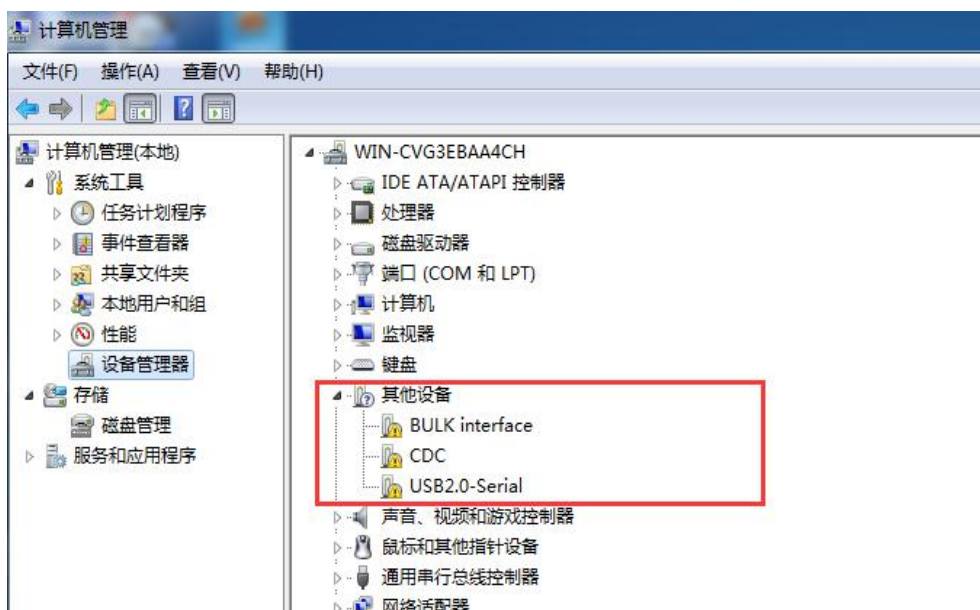 计算机管理
文件(F) 操作(A) 查看(V) 帮助(H)
计算机管理(本地)
系统工具
任务计划程序
事件查看器
共享文件夹
本地用户和组
性能
设备管理器
存储
磁盘管理
服务和应用程序
WIN-CVG3EBAA4CH
IDE ATA/ATAPI 控制器
处理器
磁盘驱动器
端口 (COM 和 LPT)
计算机
监视器
键盘
其他设备
BULK interface
CDC
USB2.0-Serial
声音、视频和游戏控制器
鼠标和其他指针设备
通用串行总线控制器
网络适配器